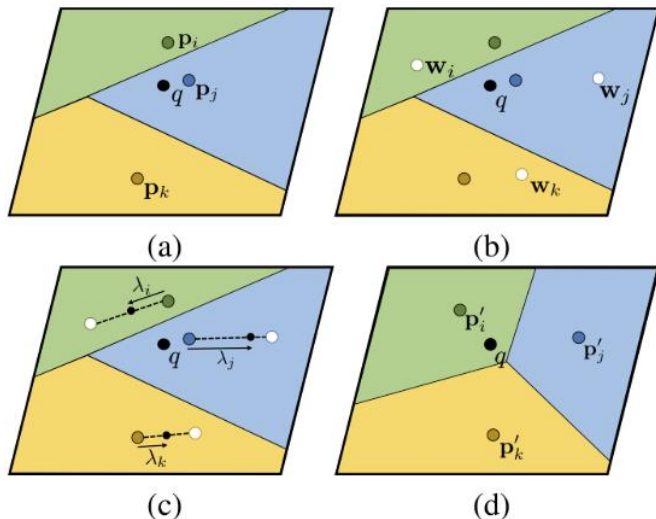 p_i
q p_j
p_k
(a)
w_i
q w_j
w_k
(b)
λ_i
q λ_j
λ_k
(c)
p′_i
q p′_j
p′_k
(d)